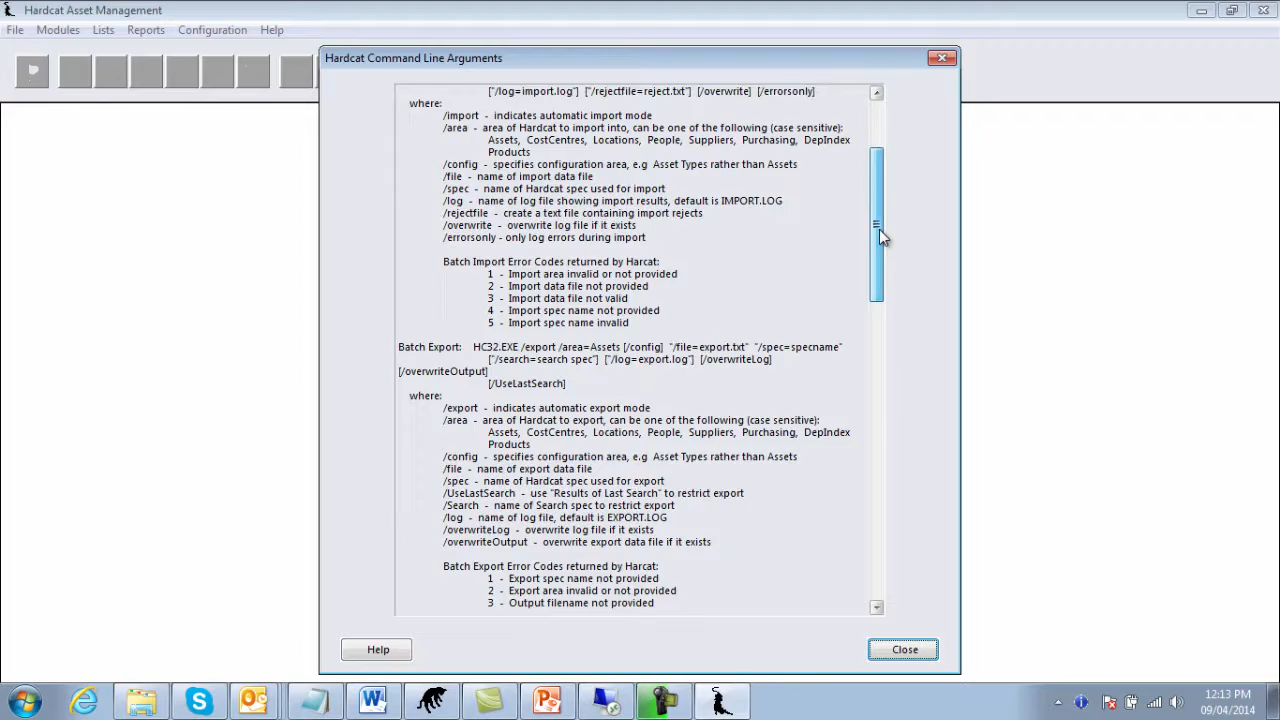 Hardcat Asset Management
File Modules Lists Reports Configuration Help
Hardcat Command Line Arguments
["/log=import.log"] ["/rejectfile=reject.txt"] [/overwrite] [/errorsonly]
where:
/import - indicates automatic import mode
/area - area of Hardcat to import into, can be one of the following (case sensitive):
Assets, CostCentres, Locations, People, Suppliers, Purchasing, DepIndex
Products
/config - specifies configuration area, e.g Asset Types rather than Assets
/file - name of import data file
/spec - name of Hardcat spec used for import
/log - name of log file showing import results, default is IMPORT.LOG
/rejectfile - create a text file containing import rejects
/overwrite - overwrite log file if it exists
/errorsonly - only log errors during import
Batch Import Error Codes returned by Harcat:
1 - Import area invalid or not provided
2 - Import data file not provided
3 - Import data file not valid
4 - Import spec name not provided
5 - Import spec name invalid
Batch Export: HC32.EXE /export /area=Assets [/config] "/file=export.txt" "/spec=specname"
["/search=search spec"] ["/log=export.log"] [/overwriteLog]
[/overwriteOutput]
[/UseLastSearch]
where:
/export - indicates automatic export mode
/area - area of Hardcat to export, can be one of the following (case sensitive):
Assets, CostCentres, Locations, People, Suppliers, Purchasing, DepIndex
Products
/config - specifies configuration area, e.g Asset Types rather than Assets
/file - name of export data file
/spec - name of Hardcat spec used for export
/UseLastSearch - use "Results of Last Search" to restrict export
/Search - name of Search spec to restrict export
/log - name of log file, default is EXPORT.LOG
/overwriteLog - overwrite log file if it exists
/overwriteOutput - overwrite export data file if it exists
Batch Export Error Codes returned by Harcat:
1 - Export spec name not provided
2 - Export area invalid or not provided
3 - Output filename not provided
Help Close
12:13 PM
09/04/2014